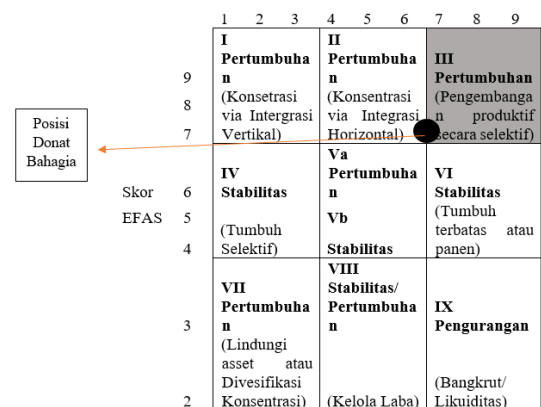 1 2 3 4 5 6 7 8 9
I
Pertumbuha
n
(Konsetrasi
via Intergrasi
Vertikal)
II
Pertumbuha
n
(Konsentrasi
via Integrasi
Horizontal)
III
Pertumbuhan
(Pengembanga
n produktif
secara selektif)
9
8
7
Posisi
Donat
Bahagia
Skor
EFAS
6
5
4
IV
Stabilitas
(Tumbuh
Selektif)
Va
Pertumbuha
n
Vb
Stabilitas
VI
Stabilitas
(Tumbuh
terbatas atau
panen)
3
2
VII
Pertumbuha
n
(Lindungi
asset atau
Divesifikasi
Konsentrasi)
VIII
Stabilitas/
Pertumbuha
n
(Kelola Laba)
IX
Pengurangan
(Bangkrut/
Likuiditas)